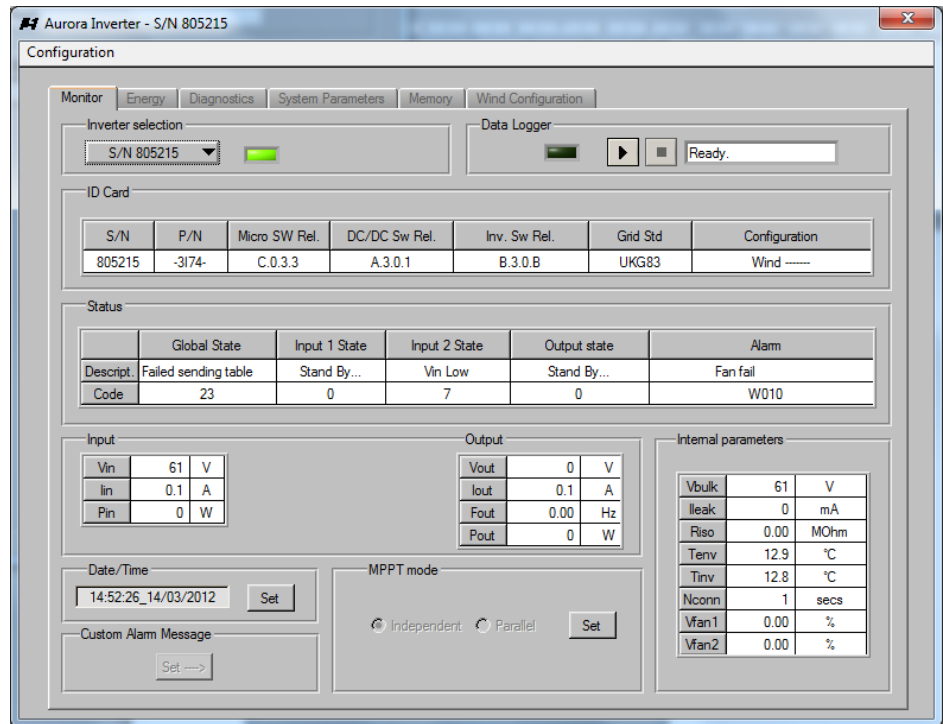 Aurora Inverter - S/N 805215
Configuration
Monitor Energy Diagnostics System Parameters Memory Wind Configuration
Inverter selection
S/N 805215
Data Logger
Ready.
ID Card
S/N P/N Micro SW Rel. DC/DC Sw Rel. Inv. Sw Rel. Grid Std Configuration
805215 -3I74- C.0.3.3 A.3.0.1 B.3.0.B UKG83 Wind -------
Status
Global State Input 1 State Input 2 State Output state Alarm
Descript. Failed sending table Stand By... Vin Low Stand By... Fan fail
Code 23 0 7 0 W010
Input
Vin 61 V
Iin 0.1 A
Pin 0 W
Output
Vout 0 V
Iout 0.1 A
Fout 0.00 Hz
Pout 0 W
Internal parameters
Vbulk 61 V
Ileak 0 mA
Riso 0.00 MOhm
Tenv 12.9 °C
Tinv 12.8 °C
Nconn 1 secs
Vfan1 0.00 %
Vfan2 0.00 %
Date/Time
14:52:26_14/03/2012 Set
MPPT mode
Independent Parallel Set
Custom Alarm Message
Set ---->